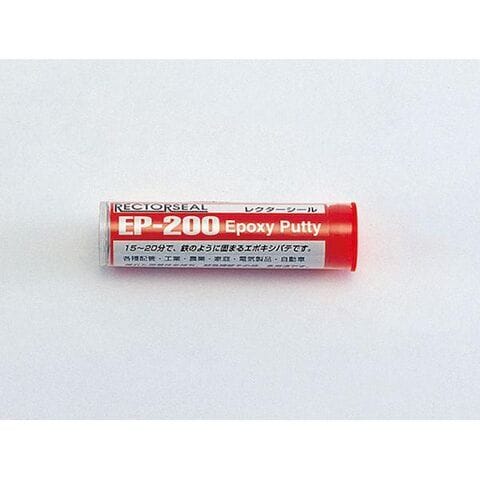 RECTORSEAL レクターシール
EP-200 Epoxy Putty
15〜20分で、鉄のように固まるエポキシパテです。
各種配管・工業・農業・家庭・電気製品・自動車